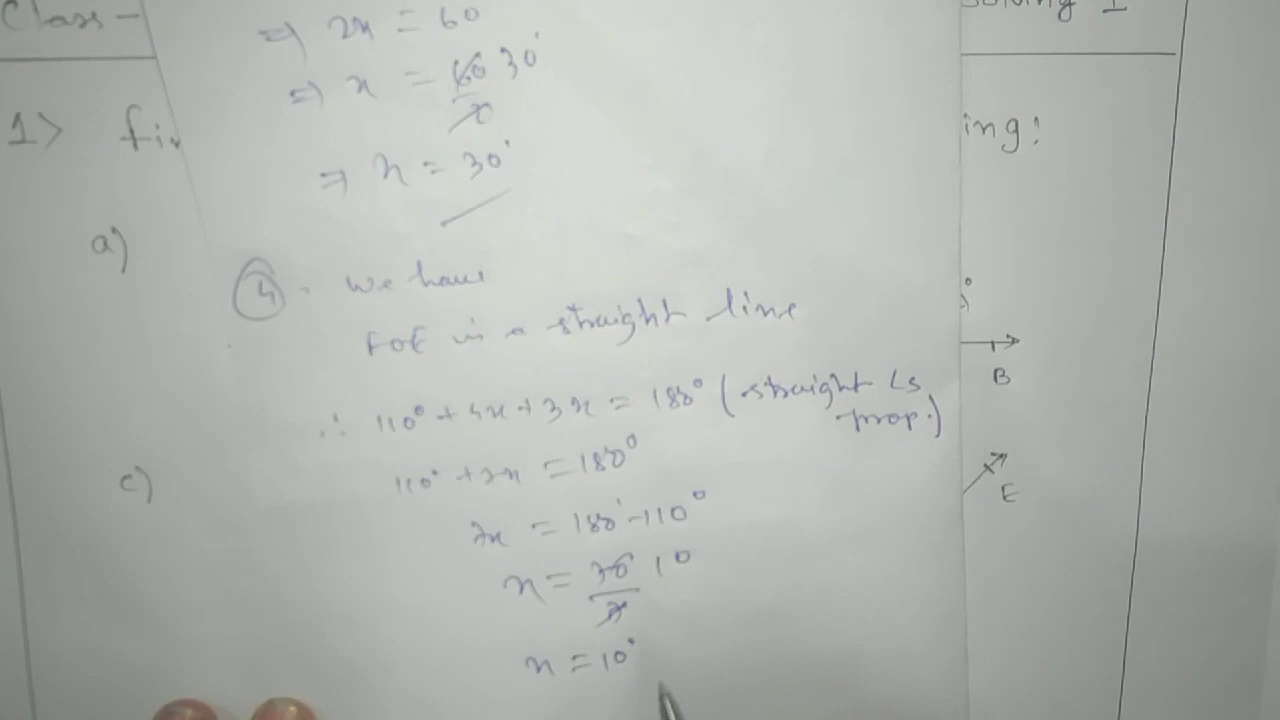 Class-
⇒ 2x = 60
⇒ x = 60 30°
2
⇒ x = 30°
1> fin
ing:
a)
4. We have
FOE is a straight line
B
∴ 110° + 4x + 3x = 180° (straight ∠s
prop.)
c)
110° + 7x = 180°
E
7x = 180° - 110°
x = 70 10
7
x = 10°